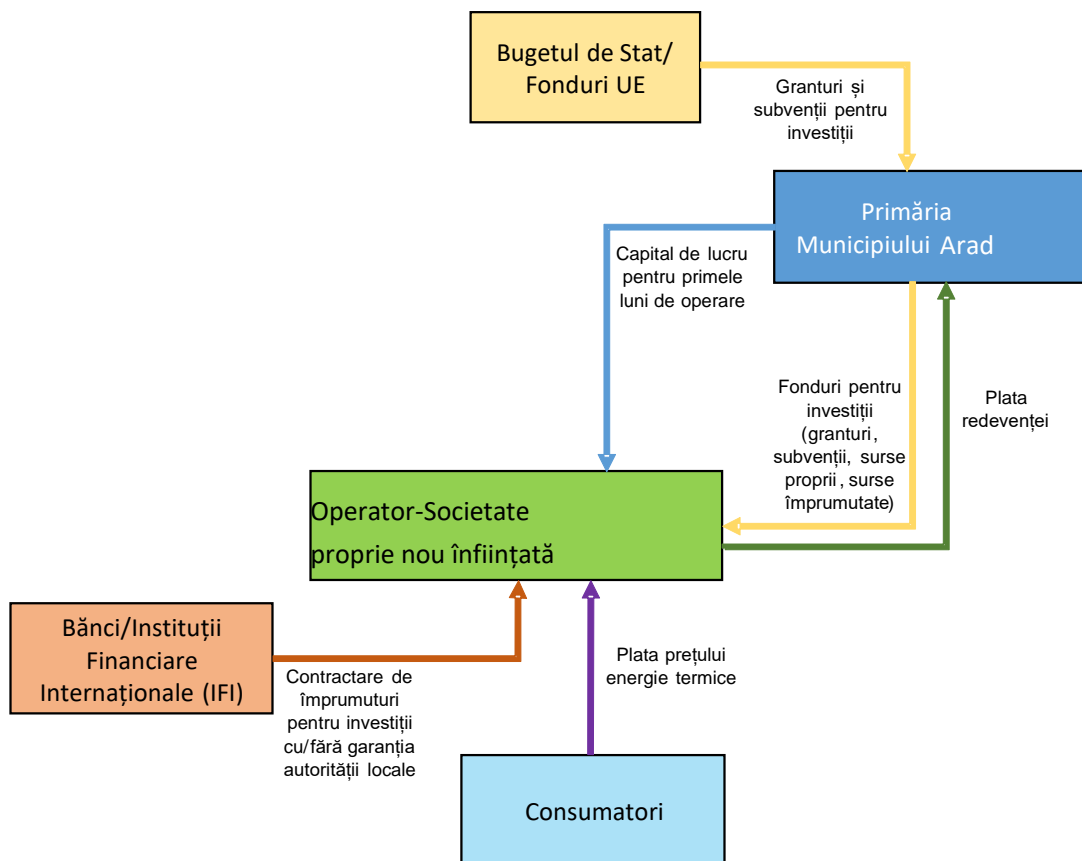 Bugetul de Stat/
Fonduri UE
Granturi și
subvenții pentru
investiții
Primăria
Municipiului Arad
Capital de lucru
pentru primele
luni de operare
Fonduri pentru
investiții
(granturi,
subvenții, surse
proprii, surse
împrumutate)
Plata
redevenței
Operator-Societate
proprie nou înființată
Bănci/Instituții
Financiare
Internaționale (IFI)
Contractare de
împrumuturi
pentru investiții
cu/fără garanția
autorității locale
Plata prețului
energie termice
Consumatori